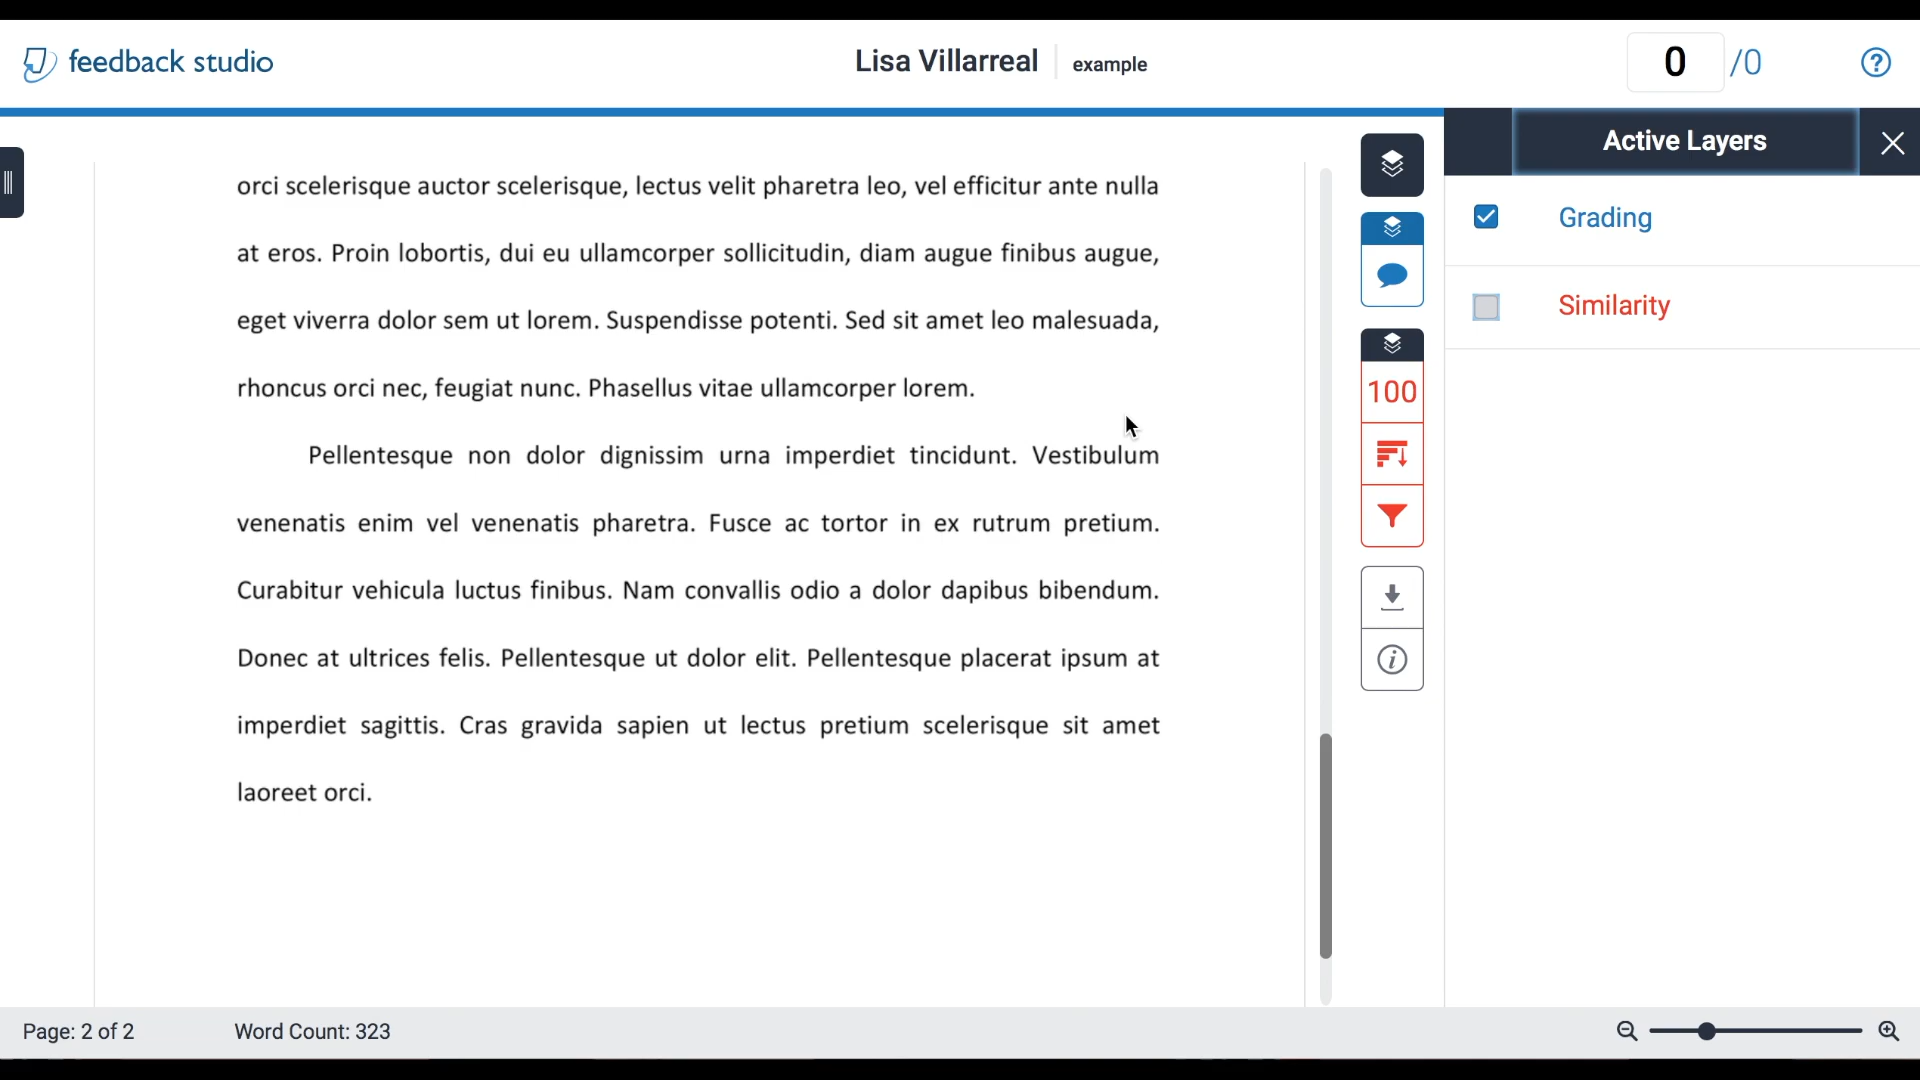 feedback studio
Lisa Villarreal
example
0 /0
Active Layers
Grading
Similarity
100
orci scelerisque auctor scelerisque, lectus velit pharetra leo, vel efficitur ante nulla
at eros. Proin lobortis, dui eu ullamcorper sollicitudin, diam augue finibus augue,
eget viverra dolor sem ut lorem. Suspendisse potenti. Sed sit amet leo malesuada,
rhoncus orci nec, feugiat nunc. Phasellus vitae ullamcorper lorem.
Pellentesque non dolor dignissim urna imperdiet tincidunt. Vestibulum
venenatis enim vel venenatis pharetra. Fusce ac tortor in ex rutrum pretium.
Curabitur vehicula luctus finibus. Nam convallis odio a dolor dapibus bibendum.
Donec at ultrices felis. Pellentesque ut dolor elit. Pellentesque placerat ipsum at
imperdiet sagittis. Cras gravida sapien ut lectus pretium scelerisque sit amet
laoreet orci.
Page: 2 of 2
Word Count: 323